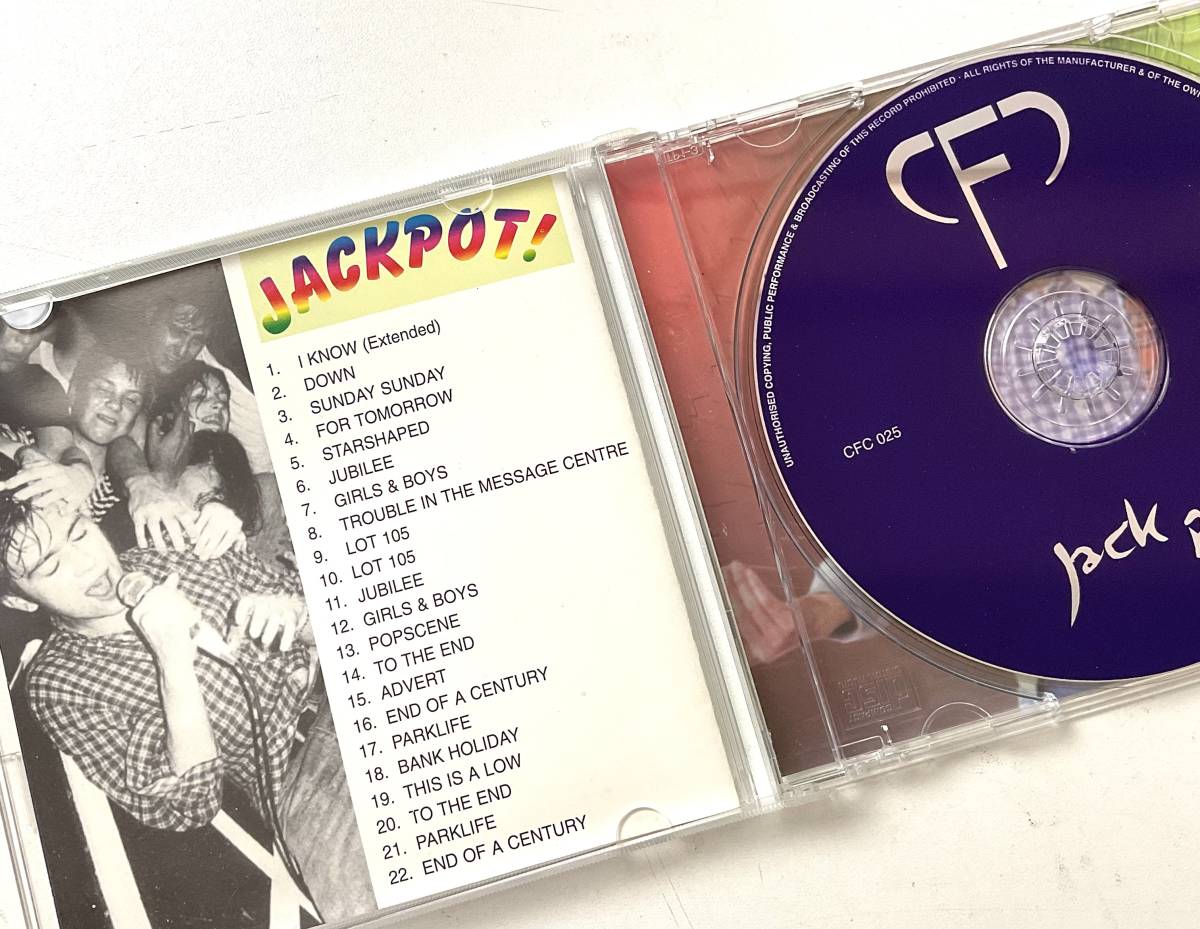 JACKPOT!
1. I KNOW (Extended)
2. DOWN
3. SUNDAY SUNDAY
4. FOR TOMORROW
5. STARSHAPED
6. JUBILEE
7. GIRLS & BOYS
8. TROUBLE IN THE MESSAGE CENTRE
9. LOT 105
10. LOT 105
11. JUBILEE
12. GIRLS & BOYS
13. POPSCENE
14. TO THE END
15. ADVERT
16. END OF A CENTURY
17. PARKLIFE
18. BANK HOLIDAY
19. THIS IS A LOW
20. TO THE END
21. PARKLIFE
22. END OF A CENTURY
UNAUTHORISED COPYING, PUBLIC PERFORMANCE & BROADCASTING OF THIS RECORD PROHIBITED · ALL RIGHTS OF THE MANUFACTURER & OF THE OWN
CFC
CFC 025
Jack